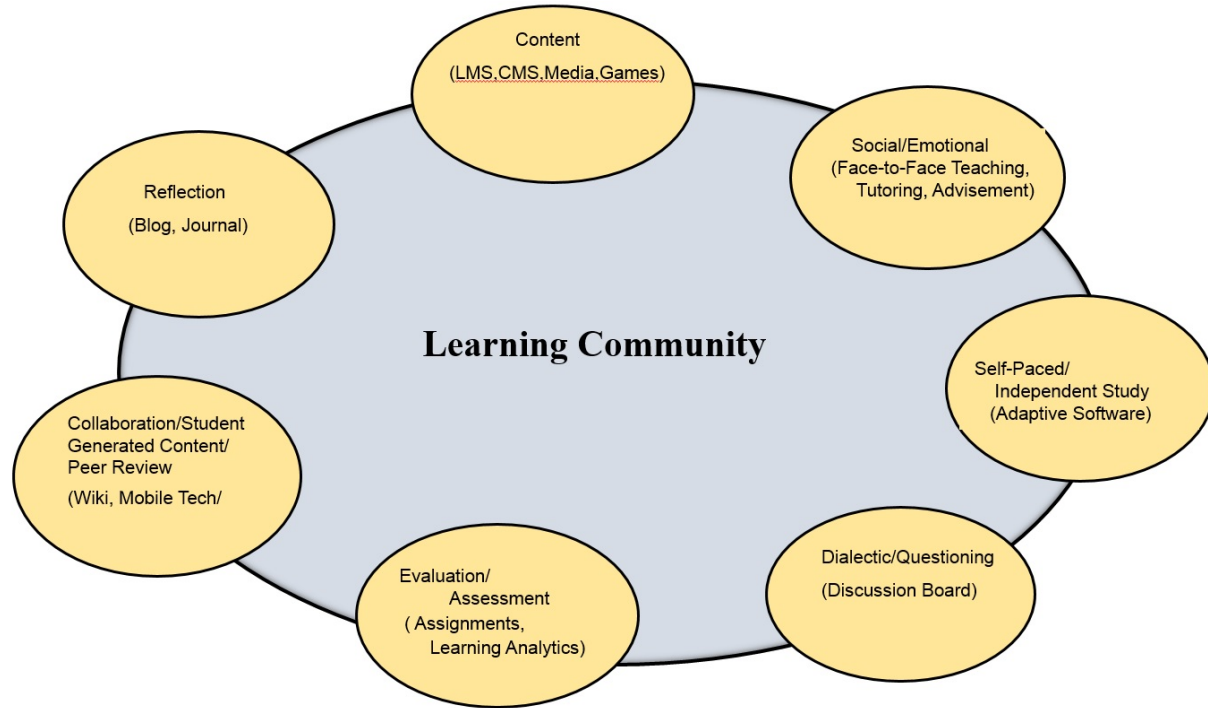 Content
(LMS,CMS,Media,Games)
Social/Emotional
(Face-to-Face Teaching,
Tutoring, Advisement)
Reflection
(Blog, Journal)
Learning Community
Self-Paced/
Independent Study
(Adaptive Software)
Collaboration/Student
Generated Content/
Peer Review
(Wiki, Mobile Tech/
Evaluation/
Assessment
( Assignments,
Learning Analytics)
Dialectic/Questioning
(Discussion Board)